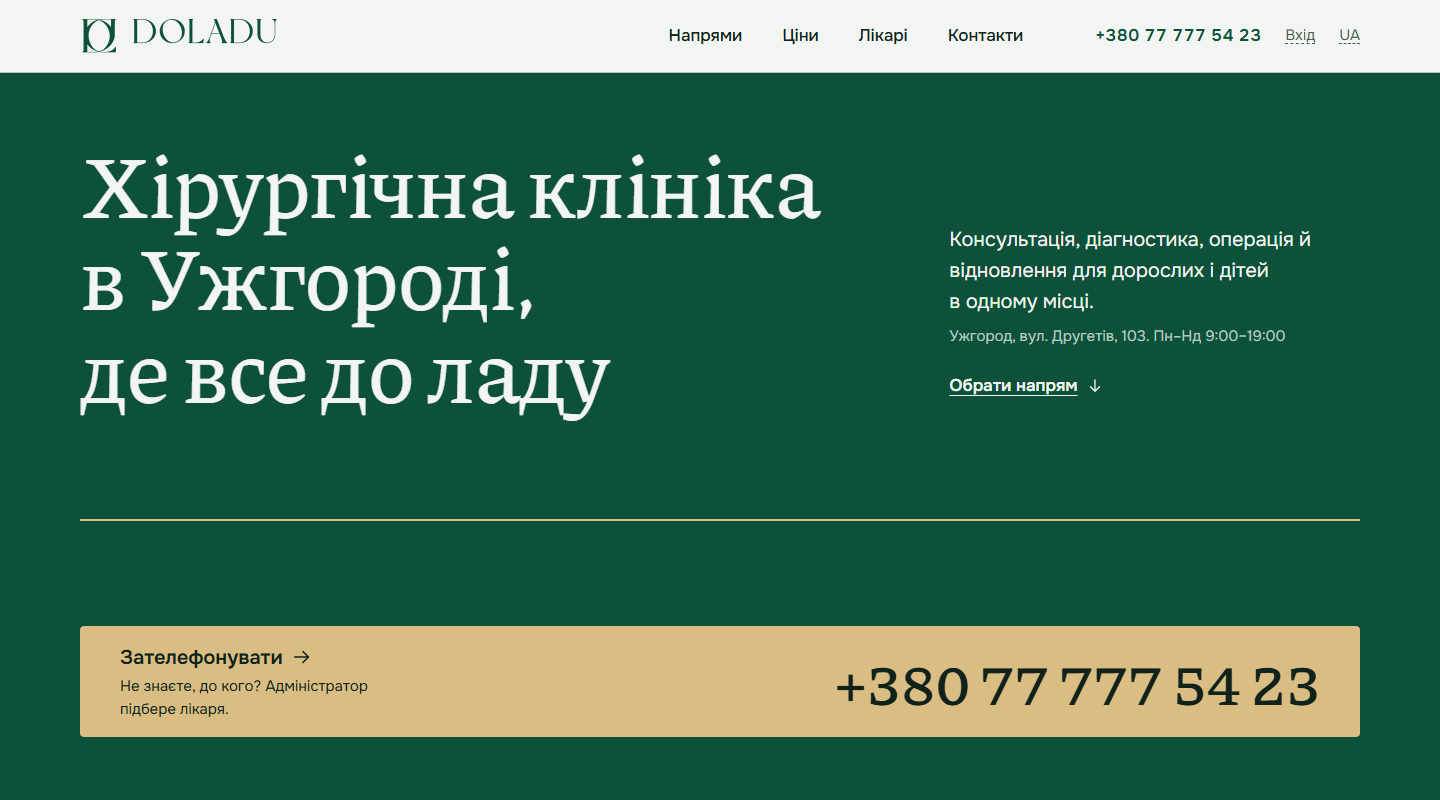 DOLADU
Напрями Ціни Лікарі Контакти +380 77 777 54 23 Вхід UA
Хірургічна клініка
в Ужгороді,
де все до ладу
Консультація, діагностика, операція й
відновлення для дорослих і дітей
в одному місці.
Ужгород, вул. Другетів, 103. Пн–Нд 9:00–19:00
Обрати напрям ↓
Зателефонувати →
Не знаєте, до кого? Адміністратор
підбере лікаря.
+380 77 777 54 23